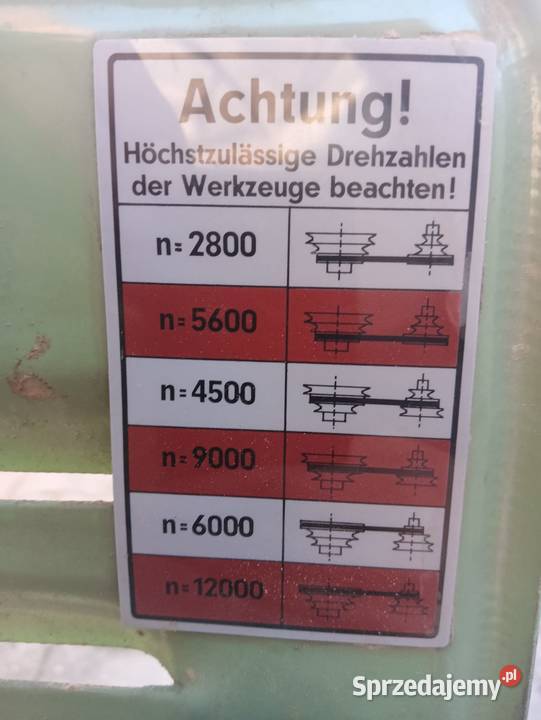 Achtung!
Höchstzulässige Drehzahlen
der Werkzeuge beachten!
n=2800
n=5600
n=4500
n=9000
n=6000
n=12000
Sprzedajemy.pl